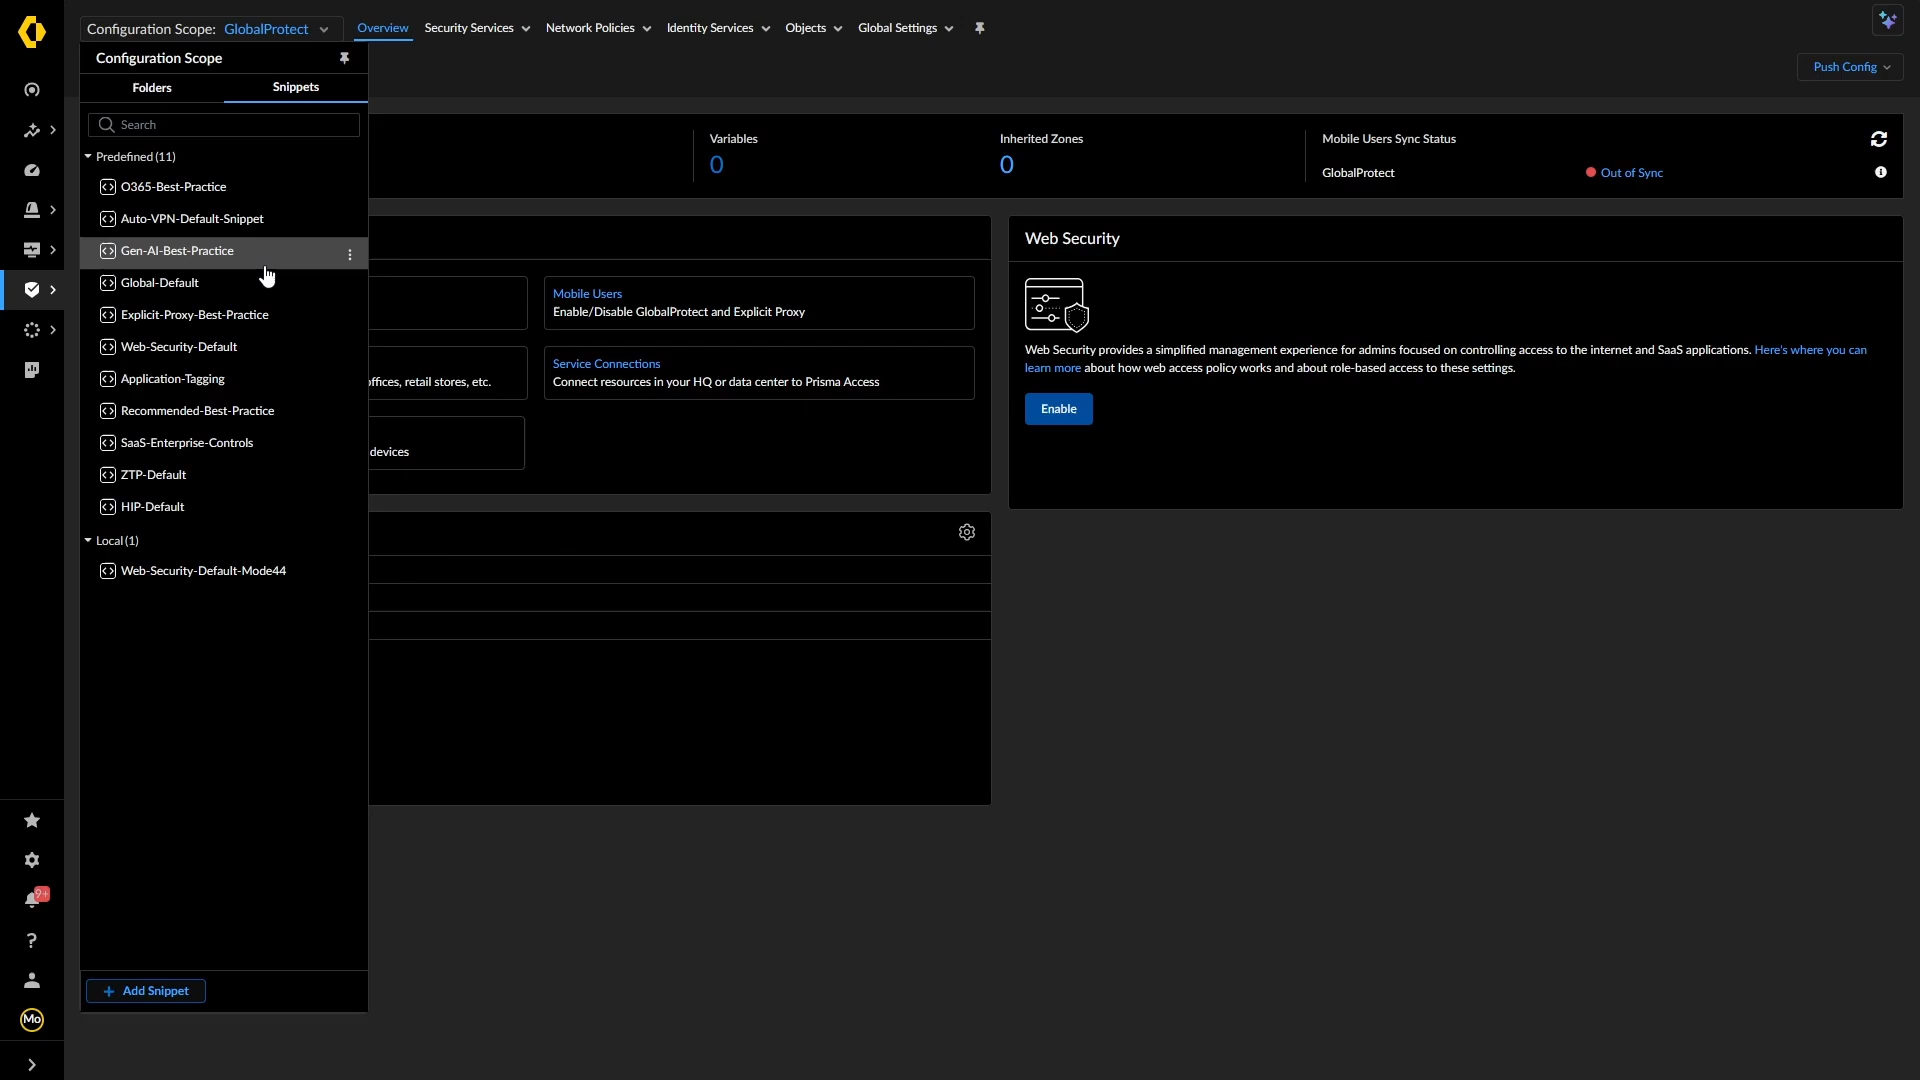 Configuration Scope: GlobalProtect
Overview
Security Services
Network Policies
Identity Services
Objects
Global Settings
Push Config
Configuration Scope
Folders
Snippets
Search
Predefined (11)
O365-Best-Practice
Auto-VPN-Default-Snippet
Gen-AI-Best-Practice
Global-Default
Explicit-Proxy-Best-Practice
Web-Security-Default
Application-Tagging
Recommended-Best-Practice
SaaS-Enterprise-Controls
ZTP-Default
HIP-Default
Local (1)
Web-Security-Default-Mode44
Add Snippet
Variables
0
Inherited Zones
0
Mobile Users Sync Status
GlobalProtect
Out of Sync
Mobile Users
Enable/Disable GlobalProtect and Explicit Proxy
offices, retail stores, etc.
Service Connections
Connect resources in your HQ or data center to Prisma Access
devices
Web Security
Web Security provides a simplified management experience for admins focused on controlling access to the internet and SaaS applications. Here's where you can
learn more about how web access policy works and about role-based access to these settings.
Enable
9+
?
Mo